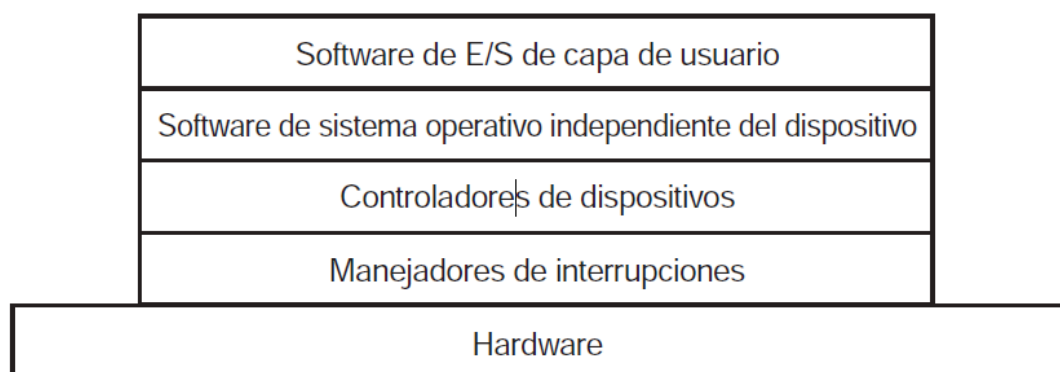 Software de E/S de capa de usuario
Software de sistema operativo independiente del dispositivo
Controladores de dispositivos
Manejadores de interrupciones
Hardware